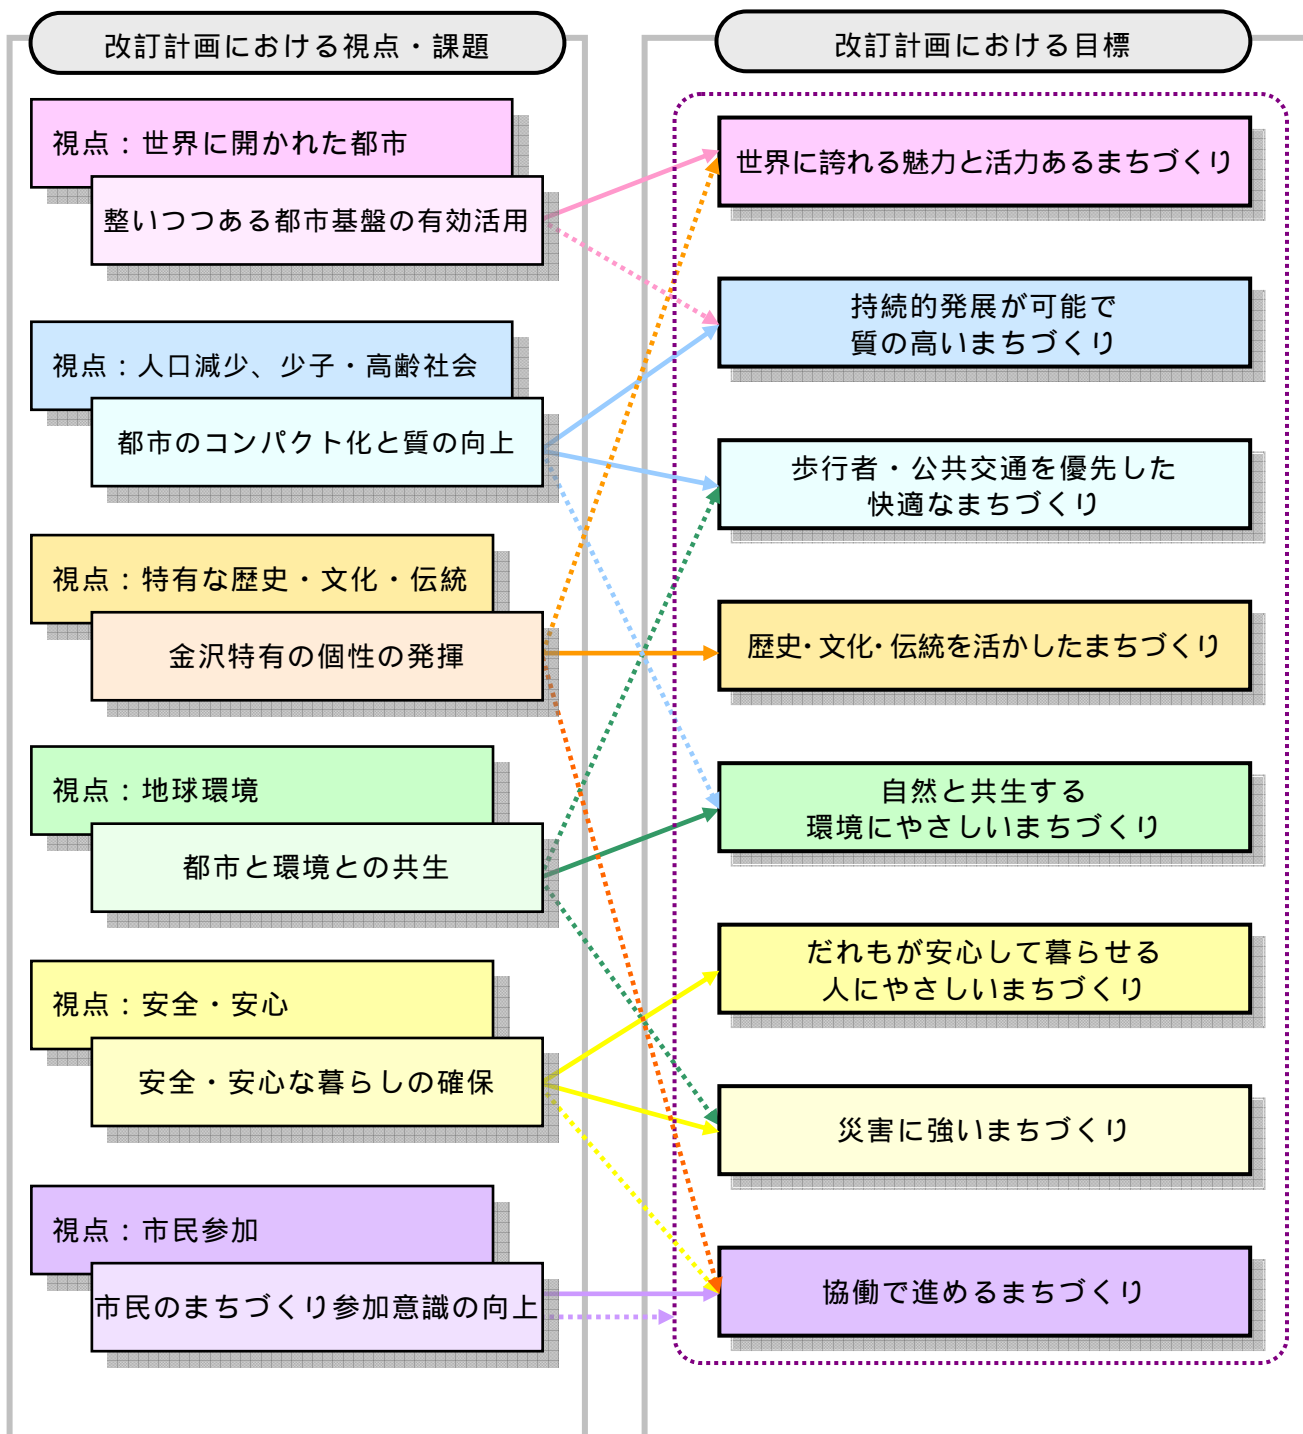 改訂計画における視点・課題
視点：世界に開かれた都市
整いつつある都市基盤の有効活用
視点：人口減少、少子・高齢社会
都市のコンパクト化と質の向上
視点：特有な歴史・文化・伝統
金沢特有の個性の発揮
視点：地球環境
都市と環境との共生
視点：安全・安心
安全・安心な暮らしの確保
視点：市民参加
市民のまちづくり参加意識の向上
改訂計画における目標
世界に誇れる魅力と活力あるまちづくり
持続的発展が可能で
質の高いまちづくり
歩行者・公共交通を優先した
快適なまちづくり
歴史・文化・伝統を活かしたまちづくり
自然と共生する
環境にやさしいまちづくり
だれもが安心して暮らせる
人にやさしいまちづくり
災害に強いまちづくり
協働で進めるまちづくり